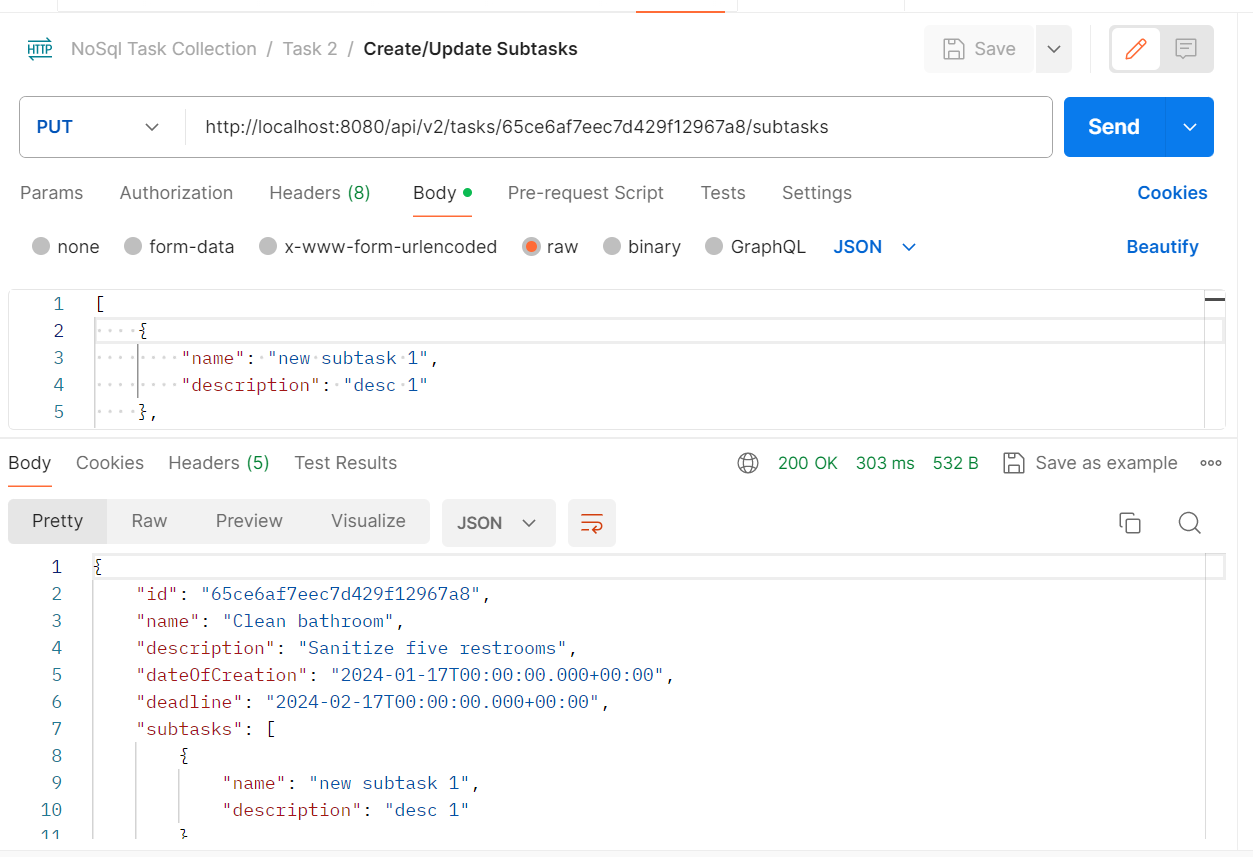 HTTP NoSql Task Collection / Task 2 / Create/Update Subtasks Save
PUT http://localhost:8080/api/v2/tasks/65ce6af7eec7d429f12967a8/subtasks Send
Params Authorization Headers (8) Body Pre-request Script Tests Settings Cookies
none form-data x-www-form-urlencoded raw binary GraphQL JSON Beautify
1 [
2 {
3 "name": "new subtask 1",
4 "description": "desc 1"
5 },
Body Cookies Headers (5) Test Results 200 OK 303 ms 532 B Save as example
Pretty Raw Preview Visualize JSON
1 {
2 "id": "65ce6af7eec7d429f12967a8",
3 "name": "Clean bathroom",
4 "description": "Sanitize five restrooms",
5 "dateOfCreation": "2024-01-17T00:00:00.000+00:00",
6 "deadline": "2024-02-17T00:00:00.000+00:00",
7 "subtasks": [
8 {
9 "name": "new subtask 1",
10 "description": "desc 1"
11 }